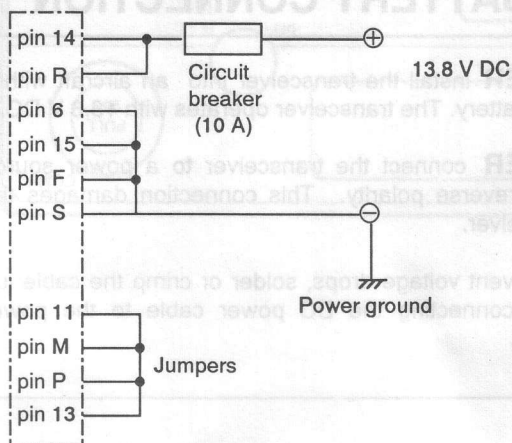 pin 14
pin R
pin 6
pin 15
pin F
pin S
pin 11
pin M
pin P
pin 13
Circuit
breaker
(10 A)
13.8 V DC
Power ground
Jumpers
+
−